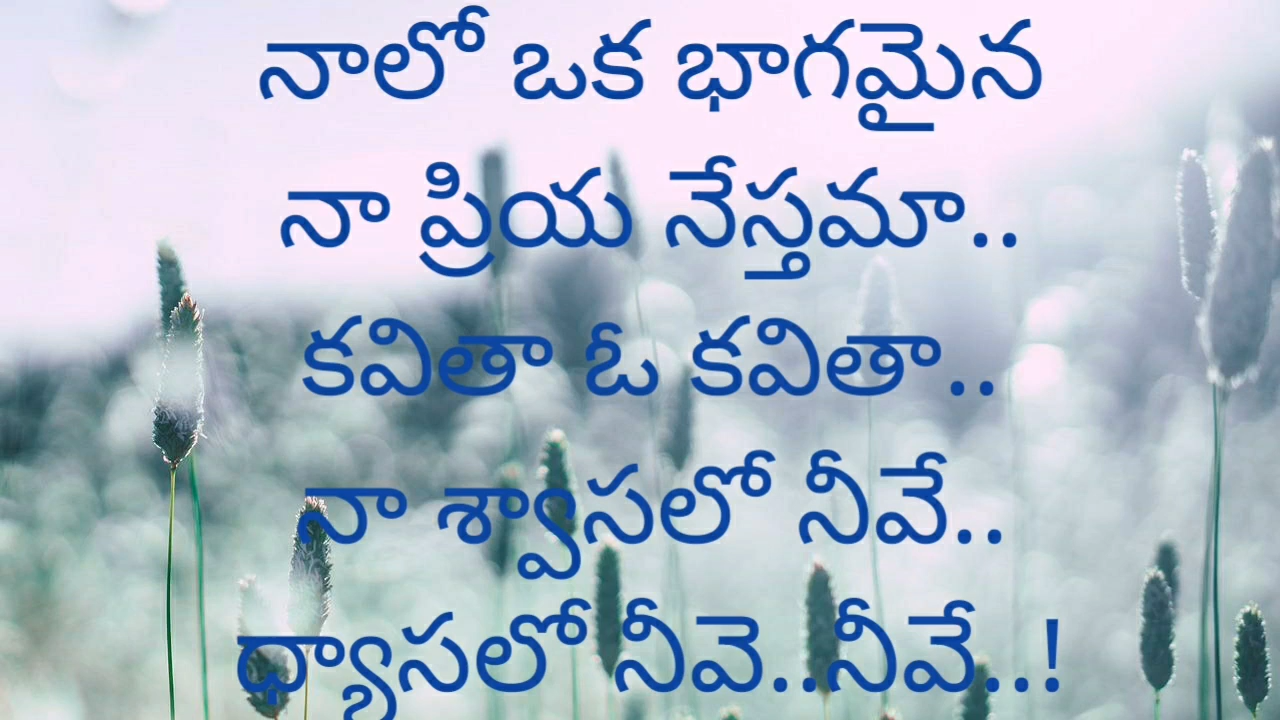 నాలో ఒక భాగమైన
నా ప్రియ నేస్తమా..
కవితా ఓ కవితా..
నా శ్వాసలో నీవే..
ధ్యాసలో నీవె..నీవే..!